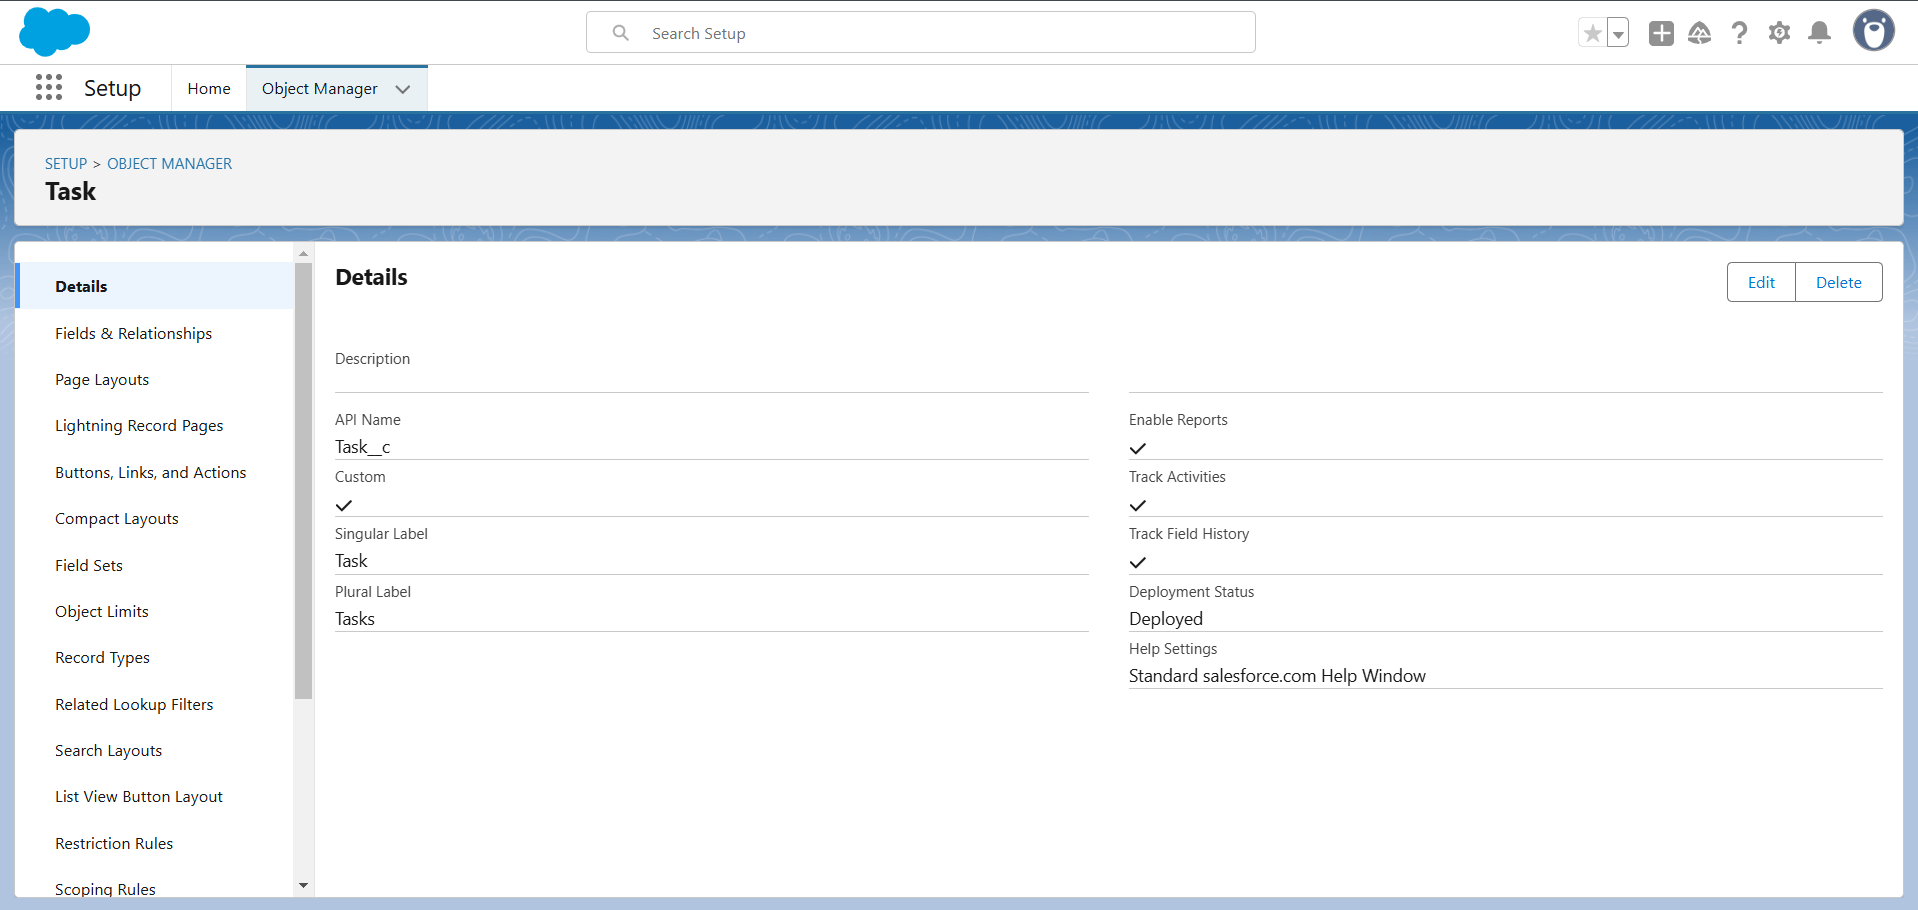 Search Setup
Setup
Home
Object Manager
SETUP > OBJECT MANAGER
Task
Details
Fields & Relationships
Page Layouts
Lightning Record Pages
Buttons, Links, and Actions
Compact Layouts
Field Sets
Object Limits
Record Types
Related Lookup Filters
Search Layouts
List View Button Layout
Restriction Rules
Scoping Rules
Details
Edit
Delete
Description
API Name
Task__c
Custom
Singular Label
Task
Plural Label
Tasks
Enable Reports
Track Activities
Track Field History
Deployment Status
Deployed
Help Settings
Standard salesforce.com Help Window